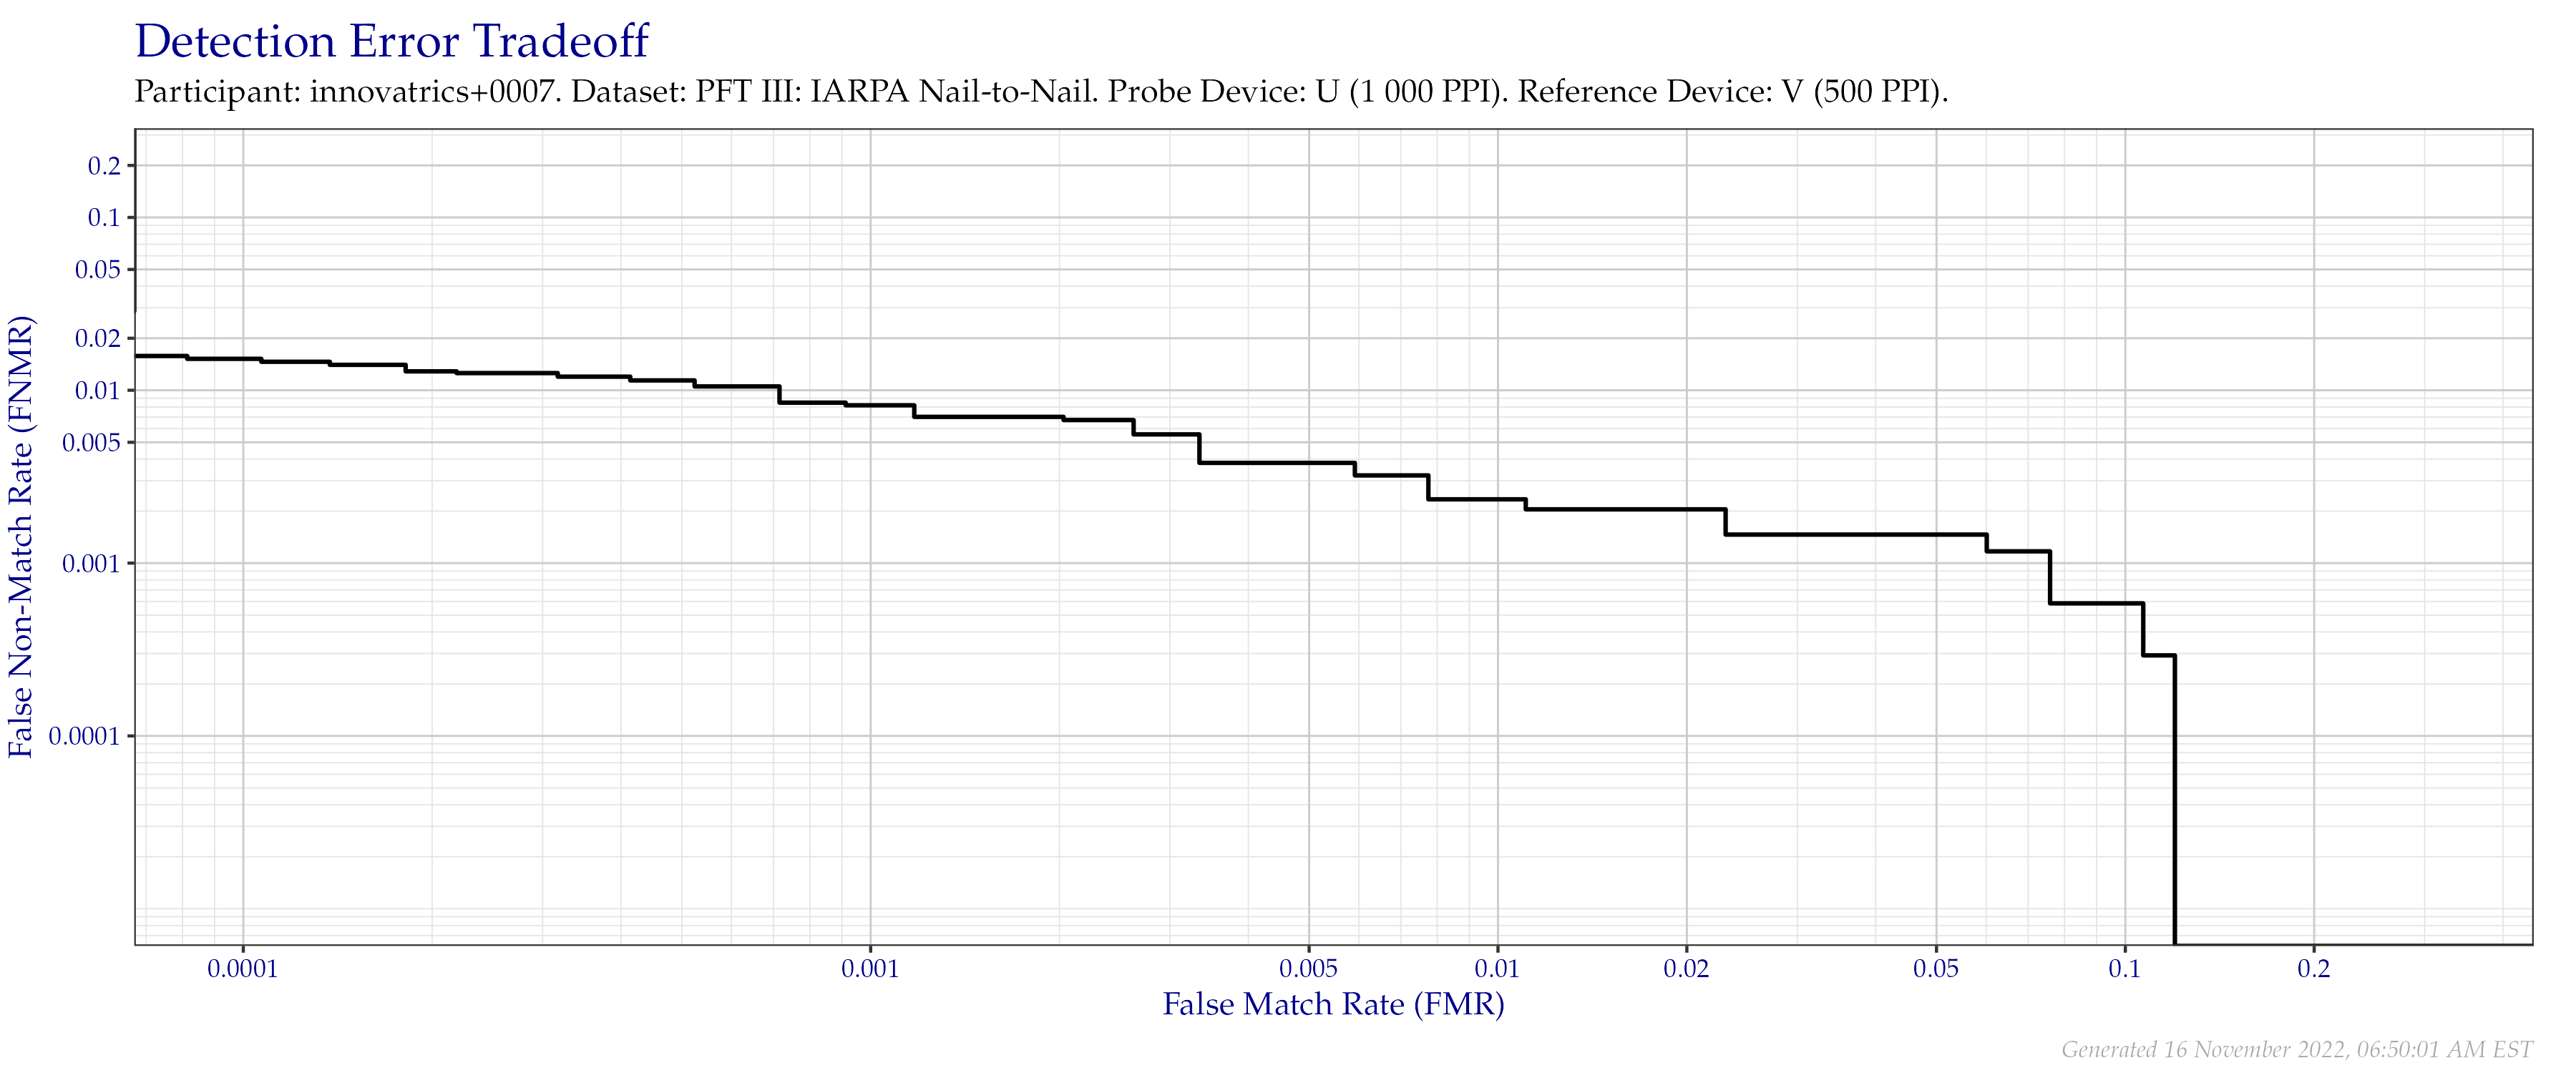 Detection Error Tradeoff
Participant: innovatrics+0007. Dataset: PFT III: IARPA Nail-to-Nail. Probe Device: U (1 000 PPI). Reference Device: V (500 PPI).
False Non-Match Rate (FNMR)
0.2
0.1
0.05
0.02
0.01
0.005
0.001
0.0001
0.0001 0.001 0.005 0.01 0.02 0.05 0.1 0.2
False Match Rate (FMR)
Generated 16 November 2022, 06:50:01 AM EST